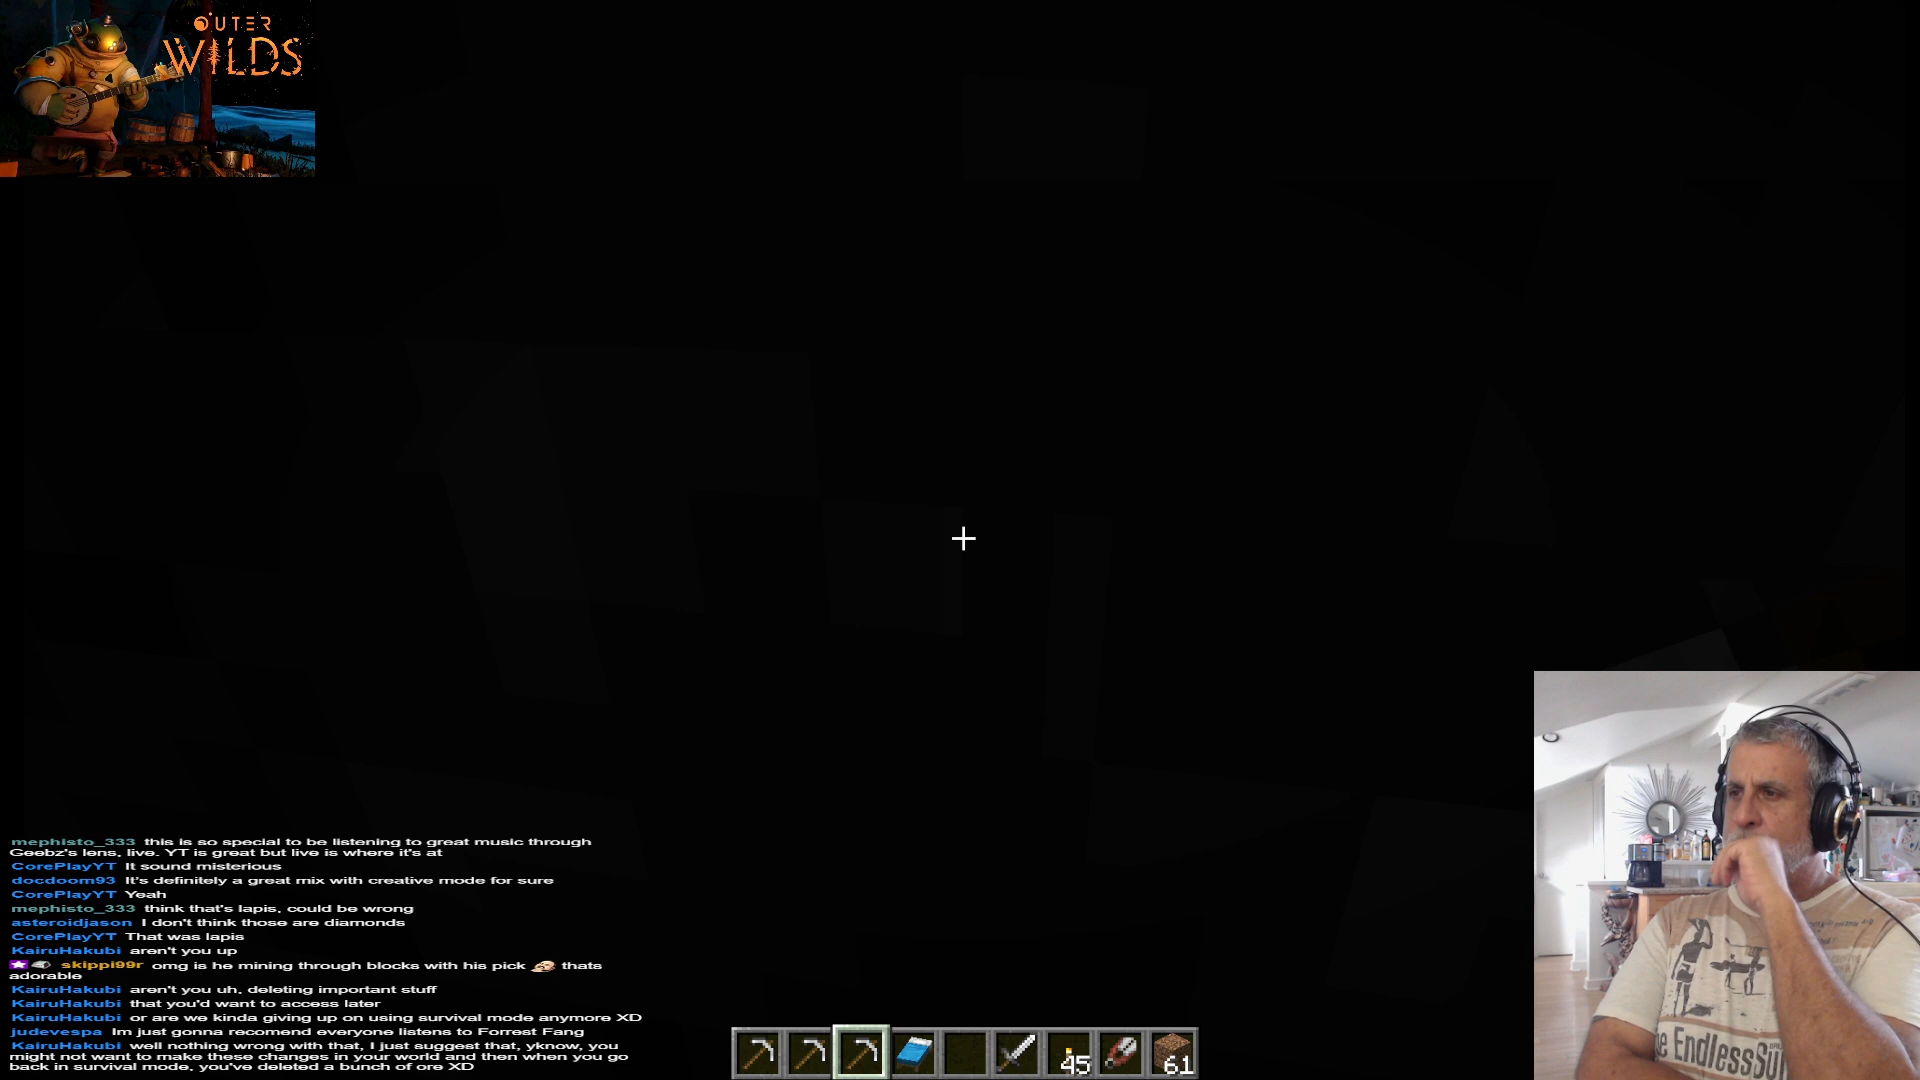 OUTER
WILDS
mephisto_333 this is so special to be listening to great music through
Geebz's lens, live. YT is great but live is where it's at
CorePlayYT It sound misterious
docdoom93 It's definitely a great mix with creative mode for sure
CorePlayYT Yeah
mephisto_333 think that's lapis, could be wrong
asteroidjason I don't think those are diamonds
CorePlayYT That was lapis
KairuHakubi aren't you up
skippi99r omg is he mining through blocks with his pick thats
adorable
KairuHakubi aren't you uh, deleting important stuff
KairuHakubi that you'd want to access later
KairuHakubi or are we kinda giving up on using survival mode anymore XD
judevespa Im just gonna recomend everyone listens to Forrest Fang
KairuHakubi well nothing wrong with that, I just suggest that, yknow, you
might not want to make these changes in your world and then when you go
back in survival mode, you've deleted a bunch of ore XD
45
61
EndlessSu